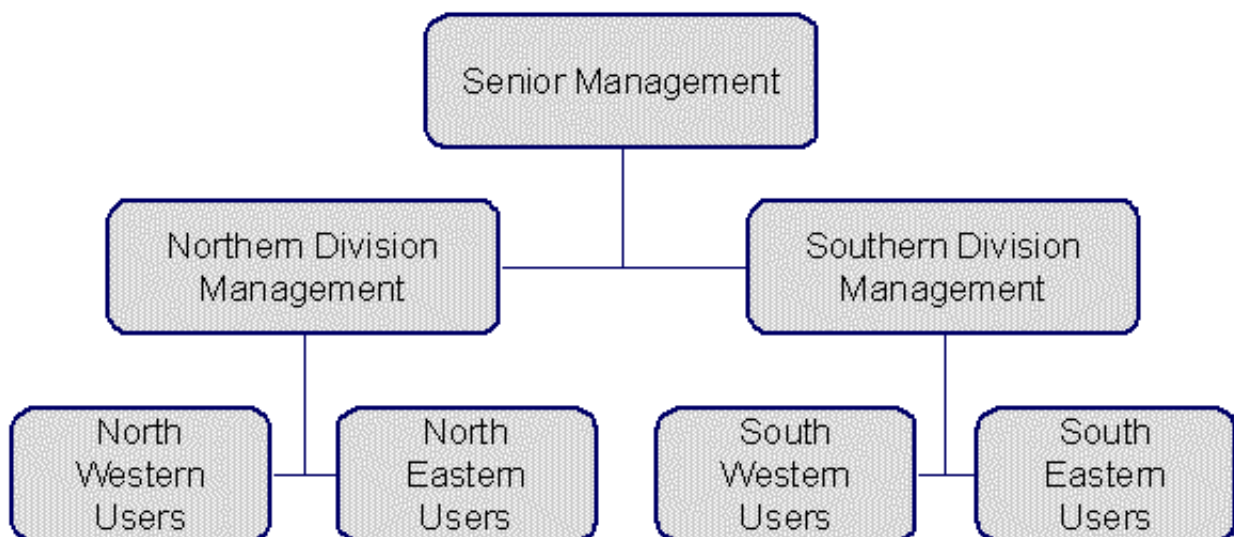 Senior Management
Northern Division
Management
Southern Division
Management
North
Western
Users
North
Eastern
Users
South
Western
Users
South
Eastern
Users